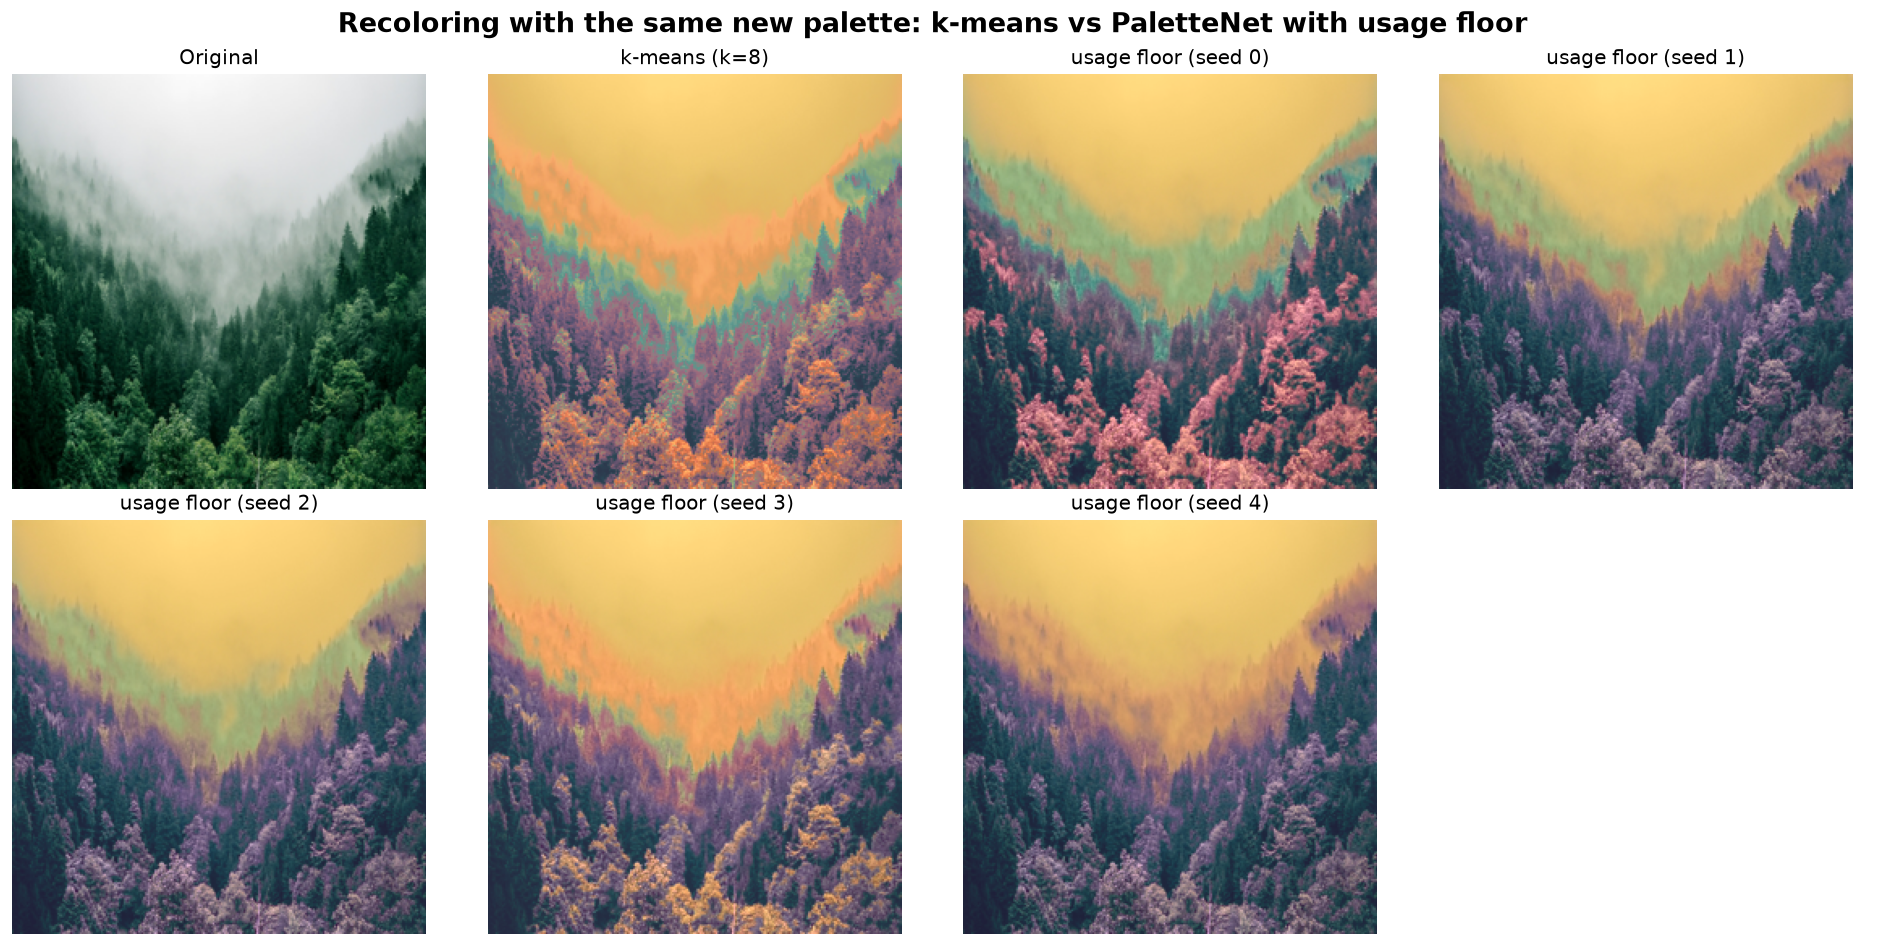 Recoloring with the same new palette: k-means vs PaletteNet with usage floor
Original
k-means (k=8)
usage floor (seed 0)
usage floor (seed 1)
usage floor (seed 2)
usage floor (seed 3)
usage floor (seed 4)